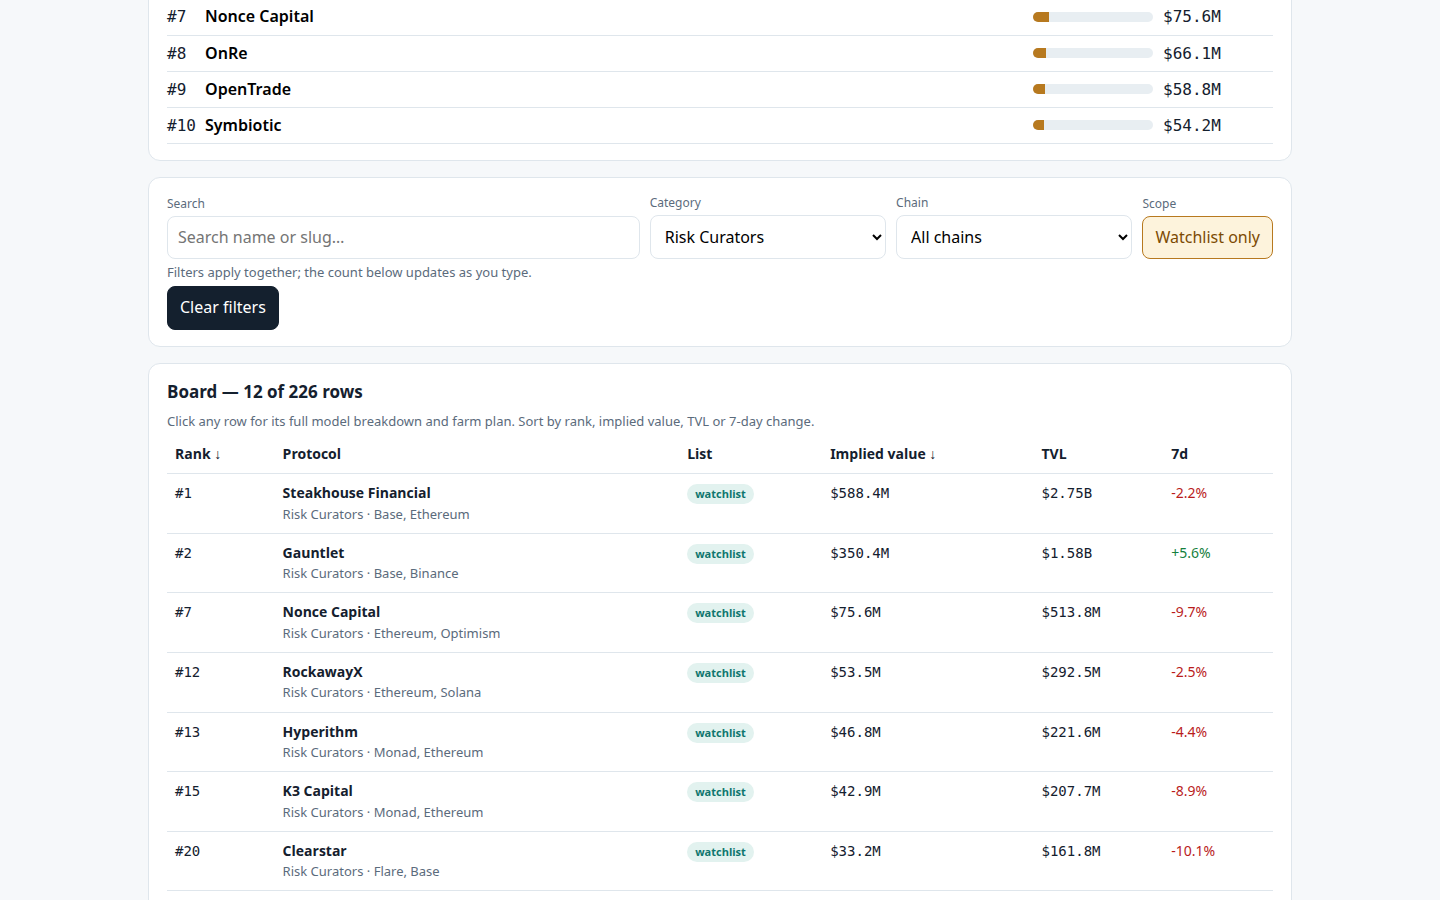 #7 Nonce Capital $75.6M
#8 OnRe $66.1M
#9 OpenTrade $58.8M
#10 Symbiotic $54.2M
Search Category Chain Scope
Search name or slug... Risk Curators All chains Watchlist only
Filters apply together; the count below updates as you type.
Clear filters
Board — 12 of 226 rows
Click any row for its full model breakdown and farm plan. Sort by rank, implied value, TVL or 7-day change.
Rank ↓ Protocol List Implied value ↓ TVL 7d
#1 Steakhouse Financial watchlist $588.4M $2.75B -2.2%
Risk Curators · Base, Ethereum
#2 Gauntlet watchlist $350.4M $1.58B +5.6%
Risk Curators · Base, Binance
#7 Nonce Capital watchlist $75.6M $513.8M -9.7%
Risk Curators · Ethereum, Optimism
#12 RockawayX watchlist $53.5M $292.5M -2.5%
Risk Curators · Ethereum, Solana
#13 Hyperithm watchlist $46.8M $221.6M -4.4%
Risk Curators · Monad, Ethereum
#15 K3 Capital watchlist $42.9M $207.7M -8.9%
Risk Curators · Monad, Ethereum
#20 Clearstar watchlist $33.2M $161.8M -10.1%
Risk Curators · Flare, Base